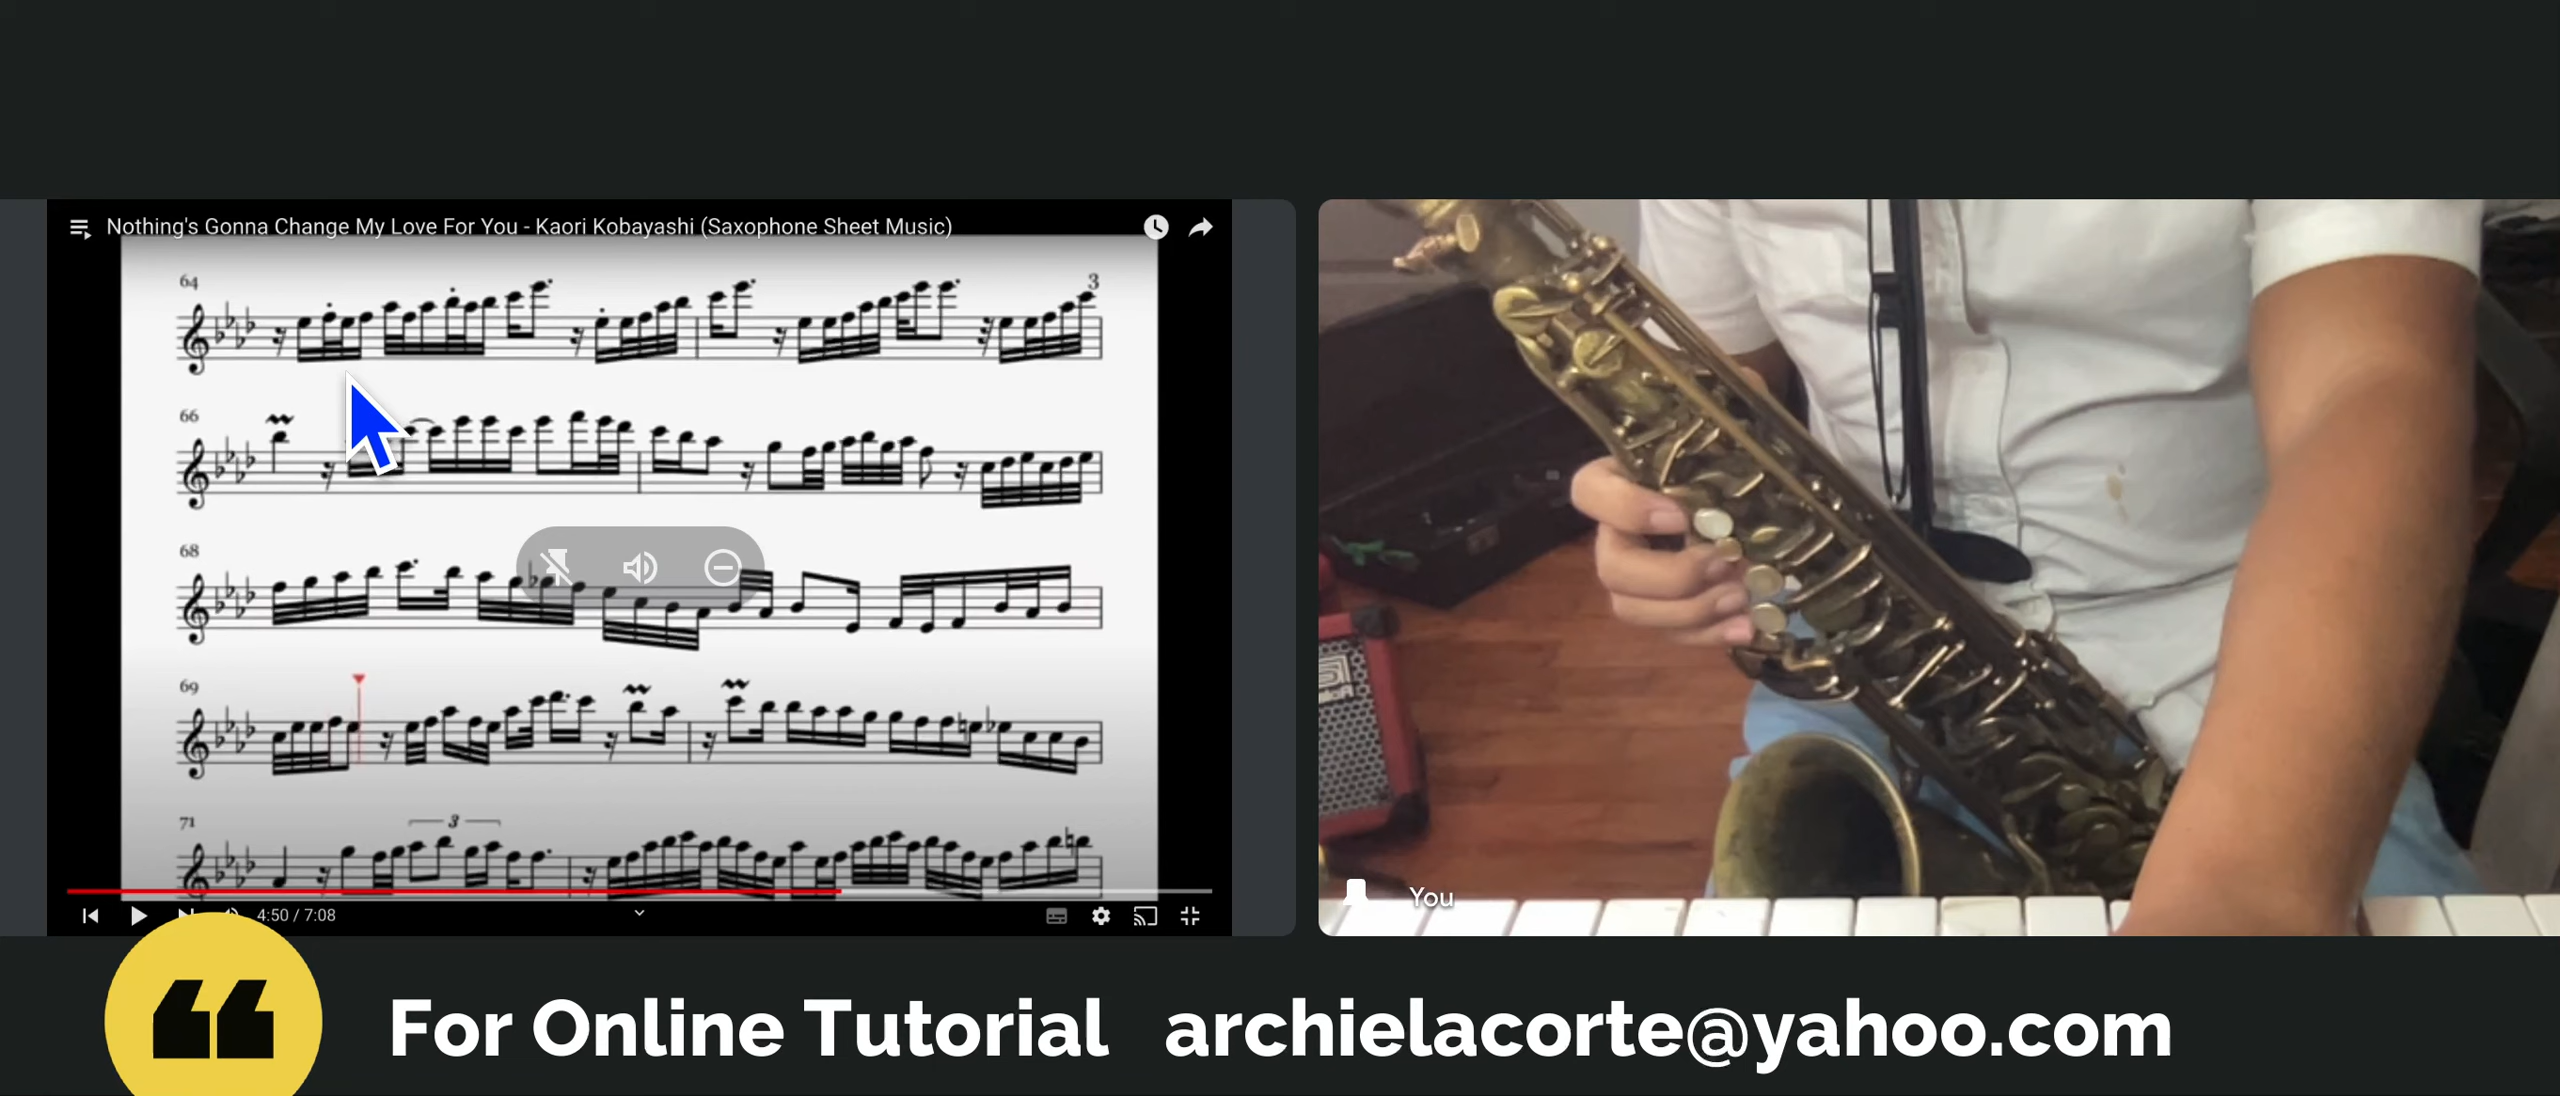 Nothing's Gonna Change My Love For You - Kaori Kobayashi (Saxophone Sheet Music)
64
3
66
68
69
71
3
4:50 / 7:08
You
For Online Tutorial archielacorte@yahoo.com